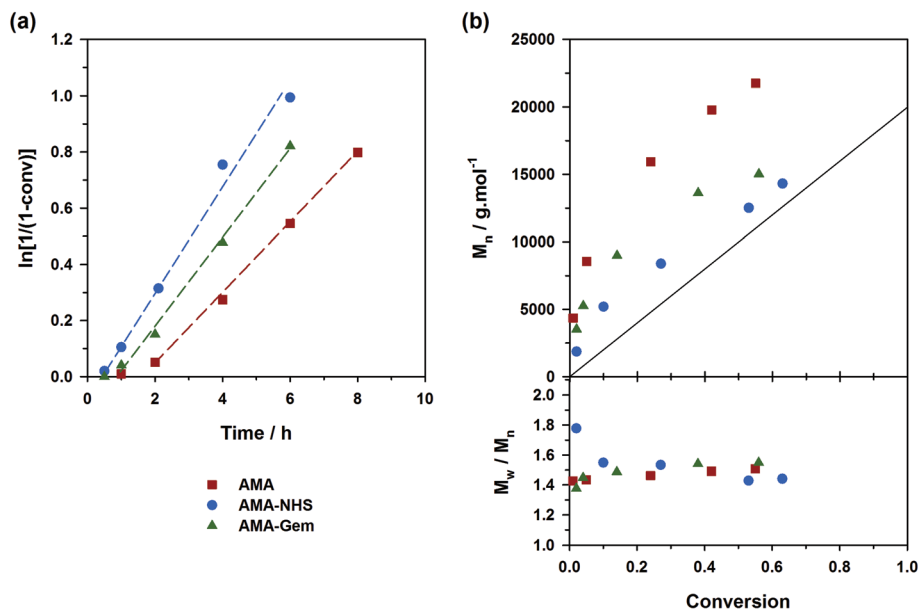 (a)
1.2
1.0
0.8
0.6
0.4
0.2
0.0
ln[1/(1-conv)]
0 2 4 6 8 10
Time / h
AMA
AMA-NHS
AMA-Gem
(b)
25000
20000
15000
10000
5000
0
Mn / g.mol-1
2.0
1.8
1.6
1.4
1.2
1.0
Mw / Mn
0.0 0.2 0.4 0.6 0.8 1.0
Conversion